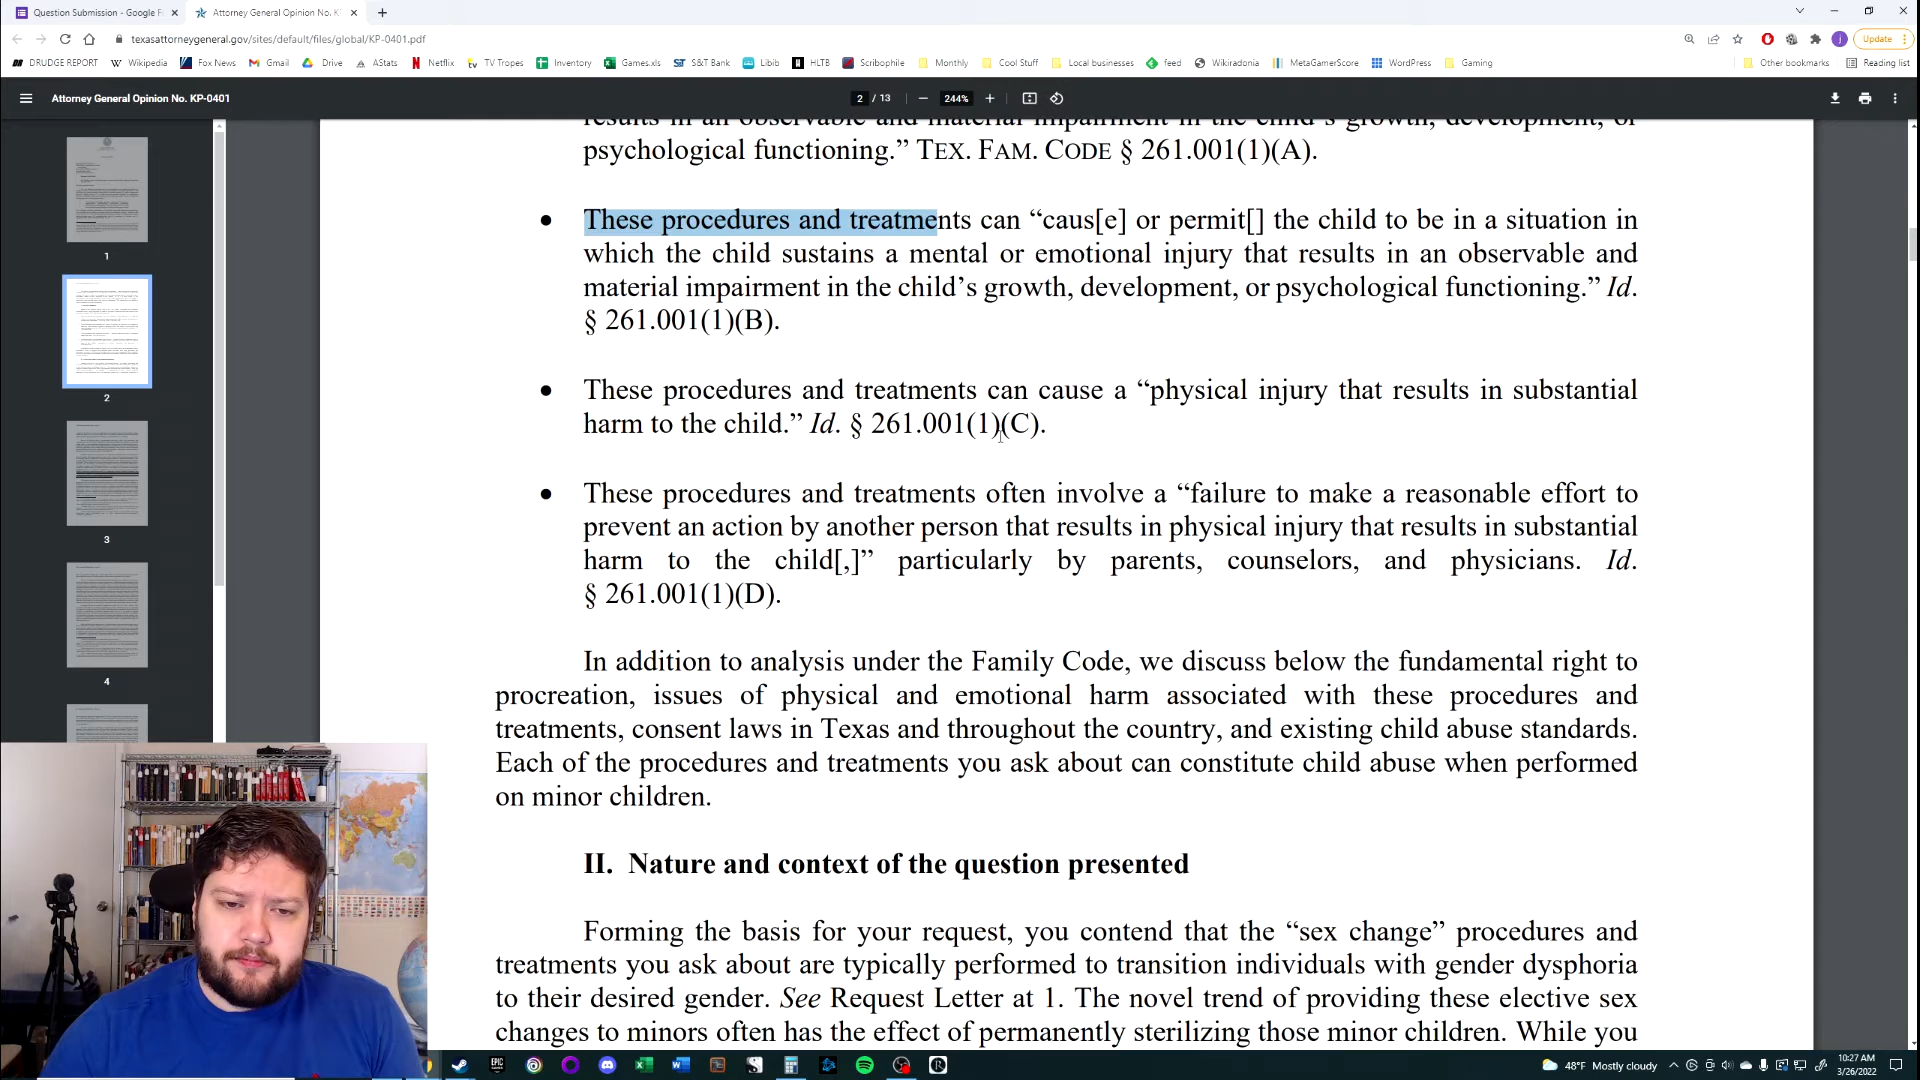 Question Submission - Google F
Attorney General Opinion No. K
texasattorneygeneral.gov/sites/default/files/global/KP-0401.pdf
Update
DRUDGE REPORT
Wikipedia
Fox News
Gmail
Drive
AStats
Netflix
TV Tropes
Inventory
Games.xls
S&T Bank
Libib
HLTB
Scribophile
Monthly
Cool Stuff
Local businesses
feed
Wikiradonia
MetaGamerScore
WordPress
Gaming
Other bookmarks
Reading list
Attorney General Opinion No. KP-0401
2 / 13
244%
psychological functioning.” TEX. FAM. CODE § 261.001(1)(A).
• These procedures and treatments can “caus[e] or permit[] the child to be in a situation in
which the child sustains a mental or emotional injury that results in an observable and
material impairment in the child’s growth, development, or psychological functioning.” Id.
§ 261.001(1)(B).
• These procedures and treatments can cause a “physical injury that results in substantial
harm to the child.” Id. § 261.001(1)(C).
• These procedures and treatments often involve a “failure to make a reasonable effort to
prevent an action by another person that results in physical injury that results in substantial
harm to the child[,]” particularly by parents, counselors, and physicians. Id.
§ 261.001(1)(D).
In addition to analysis under the Family Code, we discuss below the fundamental right to
procreation, issues of physical and emotional harm associated with these procedures and
treatments, consent laws in Texas and throughout the country, and existing child abuse standards.
Each of the procedures and treatments you ask about can constitute child abuse when performed
on minor children.
II. Nature and context of the question presented
Forming the basis for your request, you contend that the “sex change” procedures and
treatments you ask about are typically performed to transition individuals with gender dysphoria
to their desired gender. See Request Letter at 1. The novel trend of providing these elective sex
changes to minors often has the effect of permanently sterilizing those minor children. While you
1
2
3
4
48°F Mostly cloudy
10:27 AM
3/26/2022